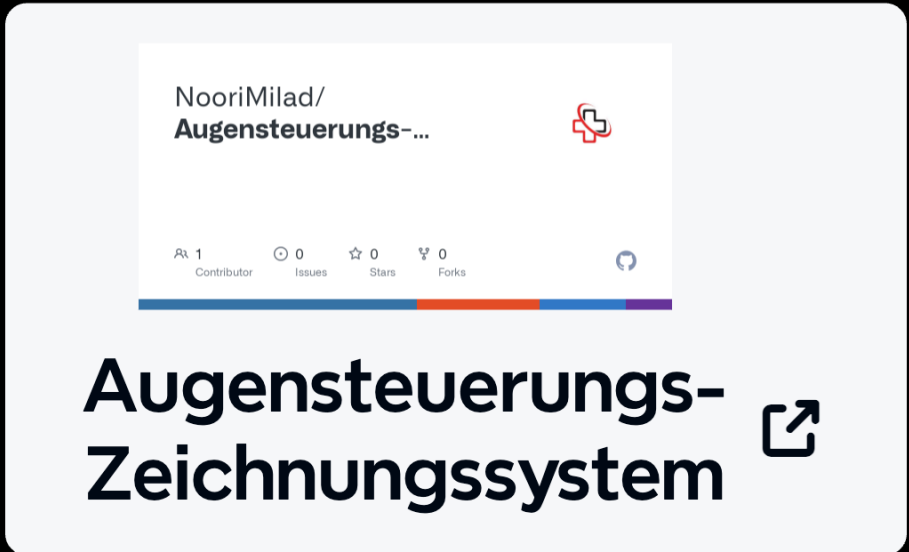 NooriMilad/
Augensteuerungs-...
1
Contributor
0
Issues
0
Stars
0
Forks
Augensteuerungs-
Zeichnungssystem